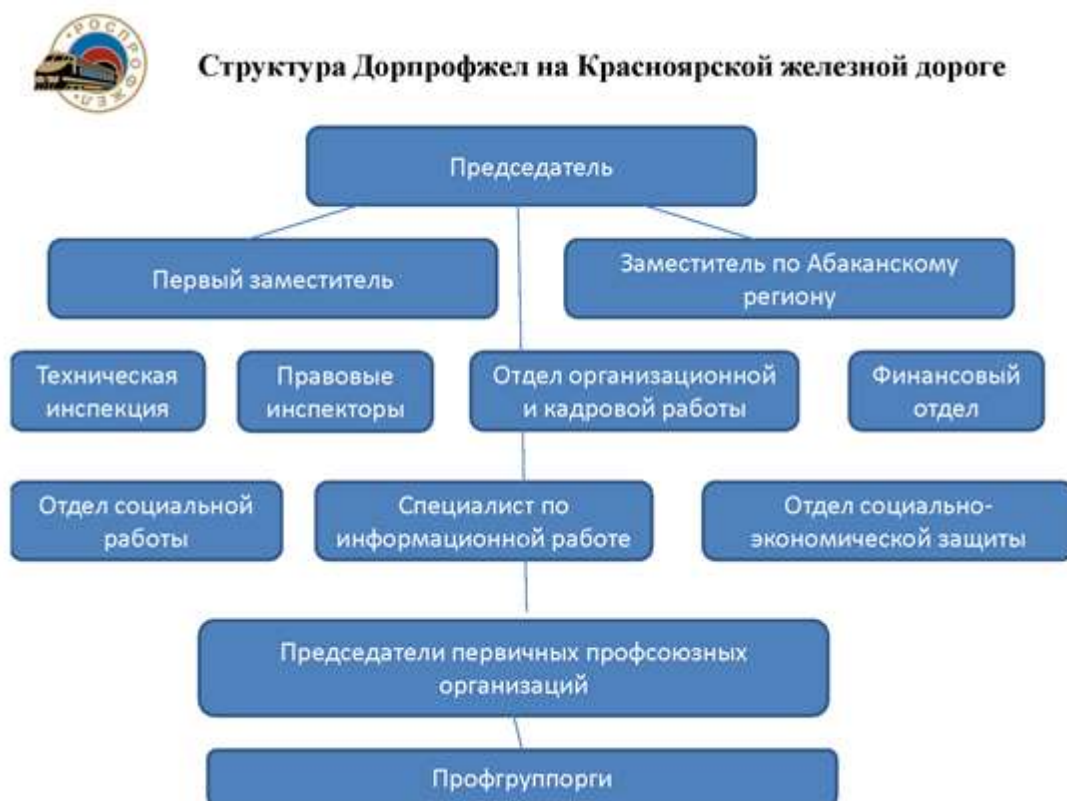 РОСПРОФЖЕЛ
Структура Дорпрофжел на Красноярской железной дороге
Председатель
Первый заместитель
Заместитель по Абаканскому
региону
Техническая
инспекция
Правовые
инспекторы
Отдел организационной
и кадровой работы
Финансовый
отдел
Отдел социальной
работы
Специалист по
информационной работе
Отдел социально-
экономической защиты
Председатели первичных профсоюзных
организаций
Профгруппорги